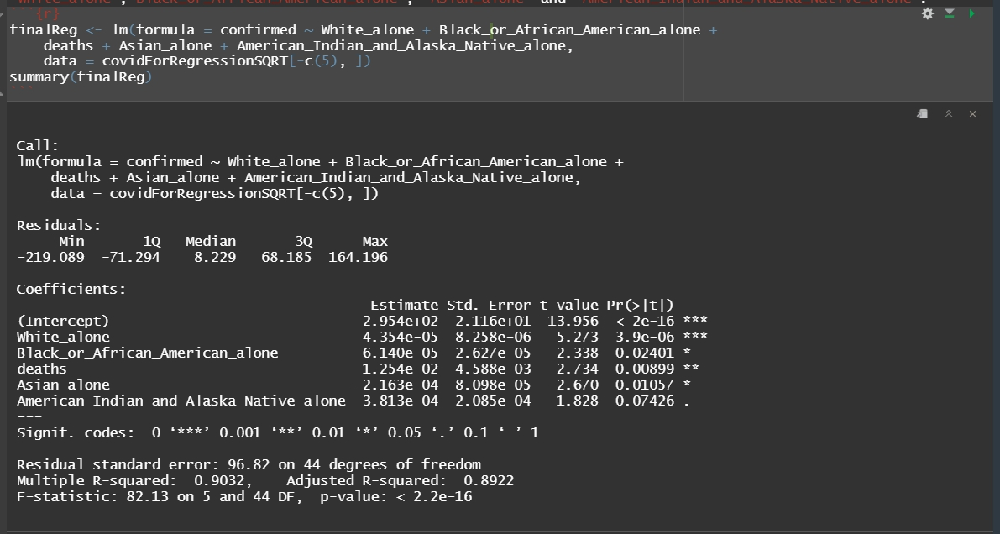 ```{r}
finalReg <- lm(formula = confirmed ~ White_alone + Black_or_African_American_alone +
    deaths + Asian_alone + American_Indian_and_Alaska_Native_alone,
    data = covidForRegressionSQRT[-c(5), ])
summary(finalReg)
```
Call:
lm(formula = confirmed ~ White_alone + Black_or_African_American_alone +
    deaths + Asian_alone + American_Indian_and_Alaska_Native_alone,
    data = covidForRegressionSQRT[-c(5), ])
Residuals:
     Min       1Q   Median       3Q      Max
-219.089  -71.294    8.229   68.185  164.196
Coefficients:
                                          Estimate Std. Error t value Pr(>|t|)
(Intercept)                              2.954e+02  2.116e+01  13.956  < 2e-16 ***
White_alone                              4.354e-05  8.258e-06   5.273  3.9e-06 ***
Black_or_African_American_alone          6.140e-05  2.627e-05   2.338  0.02401 *
deaths                                   1.254e-02  4.588e-03   2.734  0.00899 **
Asian_alone                             -2.163e-04  8.098e-05  -2.670  0.01057 *
American_Indian_and_Alaska_Native_alone  3.813e-04  2.085e-04   1.828  0.07426 .
---
Signif. codes:  0 ‘***’ 0.001 ‘**’ 0.01 ‘*’ 0.05 ‘.’ 0.1 ‘ ’ 1
Residual standard error: 96.82 on 44 degrees of freedom
Multiple R-squared:  0.9032,    Adjusted R-squared:  0.8922
F-statistic: 82.13 on 5 and 44 DF,  p-value: < 2.2e-16